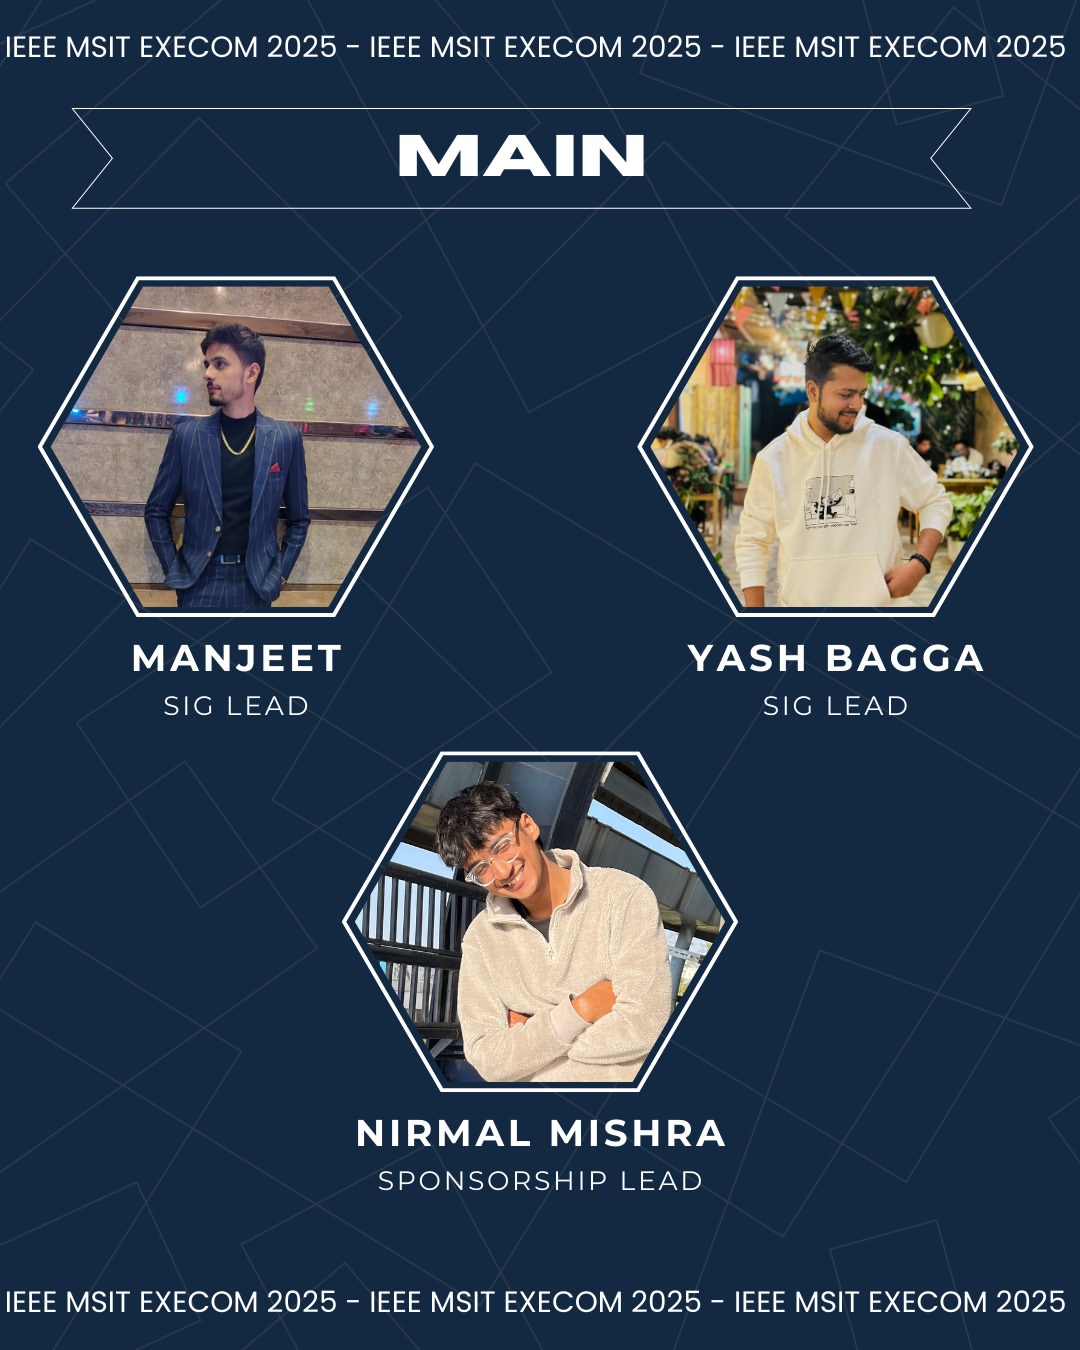 IEEE MSIT EXECOM 2025 - IEEE MSIT EXECOM 2025 - IEEE MSIT EXECOM 2025
MAIN
MANJEET
SIG LEAD
YASH BAGGA
SIG LEAD
NIRMAL MISHRA
SPONSORSHIP LEAD
IEEE MSIT EXECOM 2025 - IEEE MSIT EXECOM 2025 - IEEE MSIT EXECOM 2025